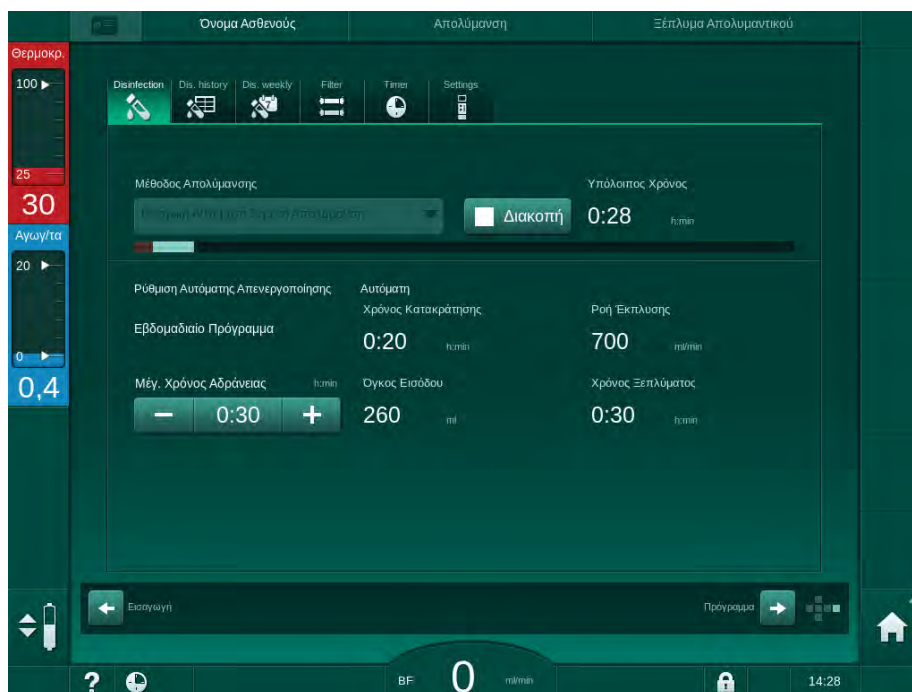 Όνομα Ασθενούς Απολύμανση Ξέπλυμα Απολυμαντικού
Θερμοκρ.
100
25
30
Αγωγ/τα
20
0
0,4
Disinfection Dis. history Dis. weekly Filter Timer Settings
7
Μέθοδος Απολύμανσης Υπόλοιπος Χρόνος
Διακοπή 0:28 h:min
Ρύθμιση Αυτόματης Απενεργοποίησης Αυτόματη
Χρόνος Κατακράτησης Ροή Έκπλυσης
Εβδομαδιαίο Πρόγραμμα
0:20 h:min 700 ml/min
Μέγ. Χρόνος Αδράνειας h:min Όγκος Εισόδου Χρόνος Ξεπλύματος
− 0:30 + 260 ml 0:30 h:min
Εισαγωγή Πρόγραμμα
? BF 0 ml/min 14:28